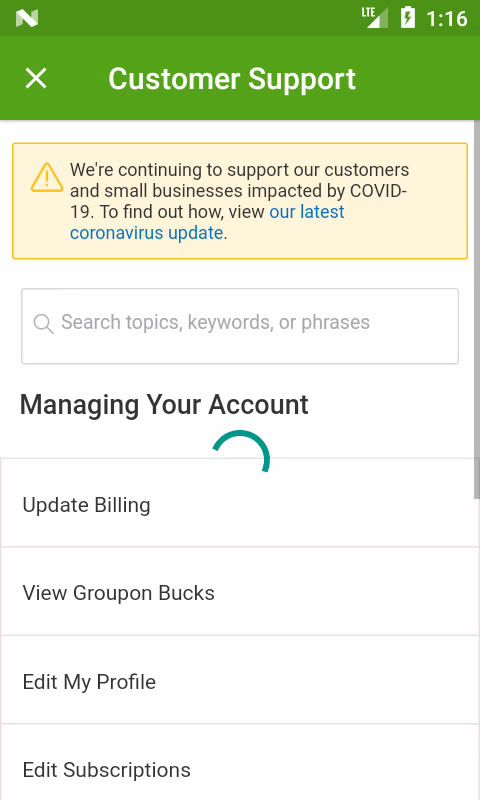 LTE 1:16
Customer Support
We're continuing to support our customers
and small businesses impacted by COVID-
19. To find out how, view our latest
coronavirus update.
Search topics, keywords, or phrases
Managing Your Account
Update Billing
View Groupon Bucks
Edit My Profile
Edit Subscriptions